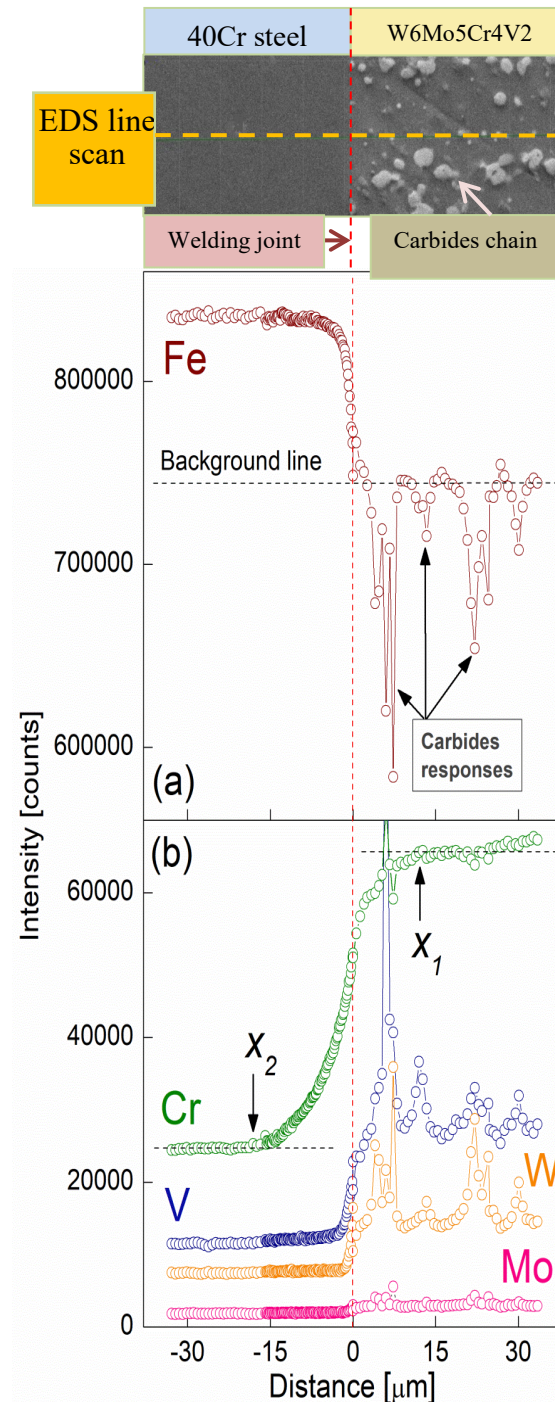 40Cr steel W6Mo5Cr4V2
EDS line
scan
Welding joint Carbides chain
Fe
800000
Background line
700000
600000
Carbides
responses
(a)
Intensity [counts]
(b)
60000
x1
40000
x2
Cr
20000
V
W
Mo
0
-30 -15 0 15 30
Distance [μm]